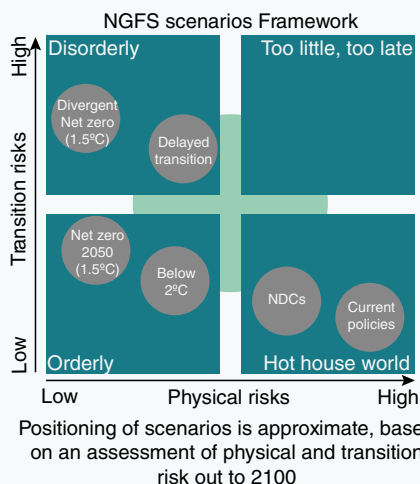 NGFS scenarios Framework
Disorderly
Too little, too late
High
Divergent
Net zero
(1.5ºC)
Delayed
transition
Transition risks
Net zero
2050
(1.5ºC)
Below
2ºC
NDCs
Current
policies
Low
Orderly
Hot house world
Low
Physical risks
High
Positioning of scenarios is approximate, base
on an assessment of physical and transition
risk out to 2100